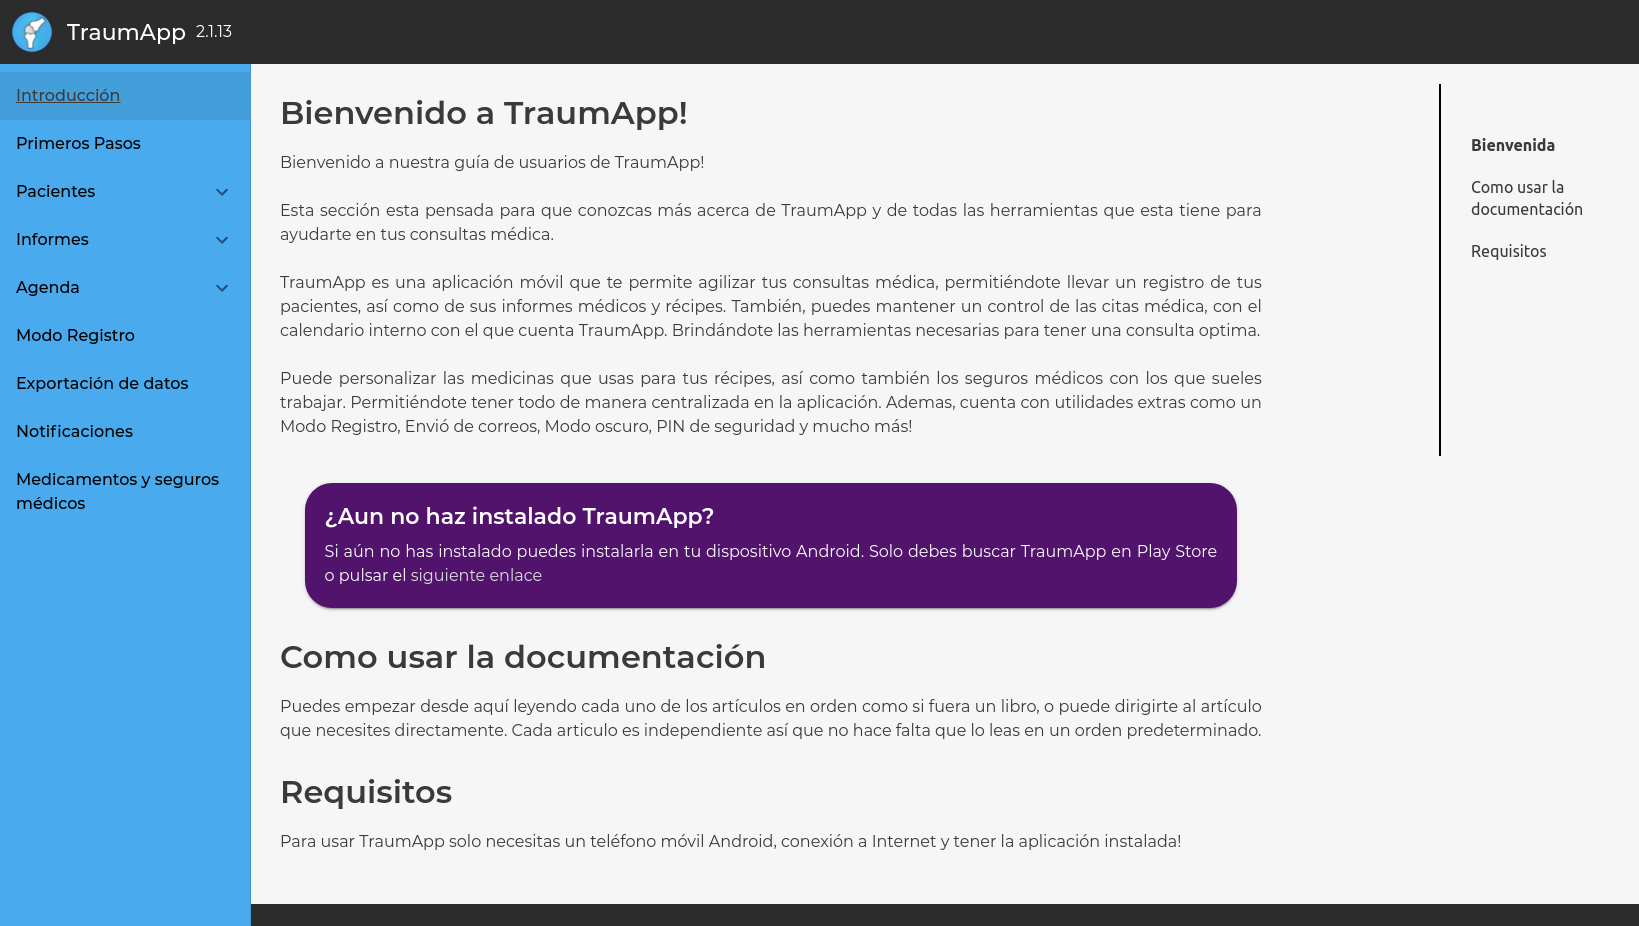 TraumApp 2.1.13
Introducción
Primeros Pasos
Pacientes
Informes
Agenda
Modo Registro
Exportación de datos
Notificaciones
Medicamentos y seguros
médicos
Bienvenido a TraumApp!
Bienvenido a nuestra guía de usuarios de TraumApp!
Esta sección esta pensada para que conozcas más acerca de TraumApp y de todas las herramientas que esta tiene para
ayudarte en tus consultas médica.
TraumApp es una aplicación móvil que te permite agilizar tus consultas médica, permitiéndote llevar un registro de tus
pacientes, así como de sus informes médicos y récipes. También, puedes mantener un control de las citas médica, con el
calendario interno con el que cuenta TraumApp. Brindándote las herramientas necesarias para tener una consulta optima.
Puede personalizar las medicinas que usas para tus récipes, así como también los seguros médicos con los que sueles
trabajar. Permitiéndote tener todo de manera centralizada en la aplicación. Ademas, cuenta con utilidades extras como un
Modo Registro, Envió de correos, Modo oscuro, PIN de seguridad y mucho más!
¿Aun no haz instalado TraumApp?
Si aún no has instalado puedes instalarla en tu dispositivo Android. Solo debes buscar TraumApp en Play Store
o pulsar el siguiente enlace
Como usar la documentación
Puedes empezar desde aquí leyendo cada uno de los artículos en orden como si fuera un libro, o puede dirigirte al artículo
que necesites directamente. Cada articulo es independiente así que no hace falta que lo leas en un orden predeterminado.
Requisitos
Para usar TraumApp solo necesitas un teléfono móvil Android, conexión a Internet y tener la aplicación instalada!
Bienvenida
Como usar la
documentación
Requisitos